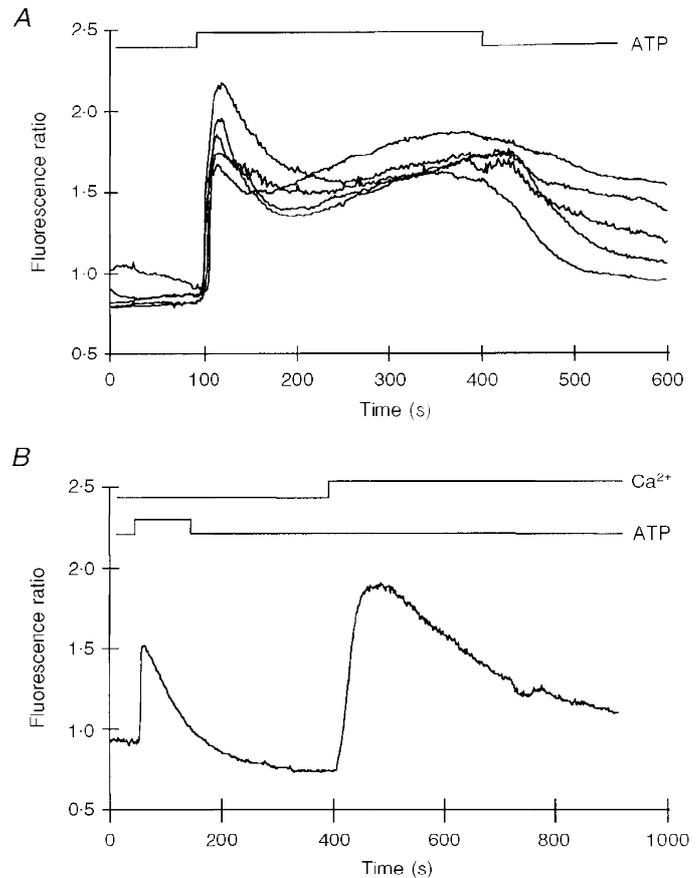 A
2·5
ATP
2·0
Fluorescence ratio
1·5
1·0
0·5
0 100 200 300 400 500 600
Time (s)
B
2·5
Ca²⁺
ATP
2·0
Fluorescence ratio
1·5
1·0
0·5
0 200 400 600 800 1000
Time (s)